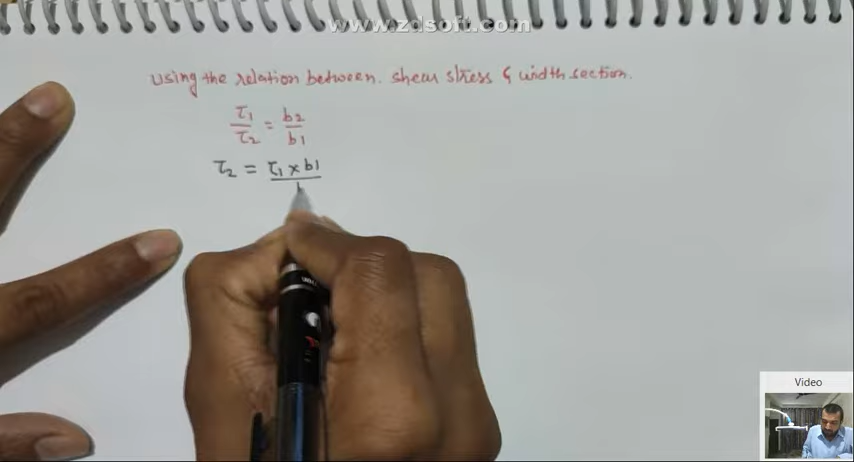 www.zdsoft.com
Using the relation between. shear stress & width section.
τ1/τ2 = b2/b1
τ2 = τ1 x b1/b
Video